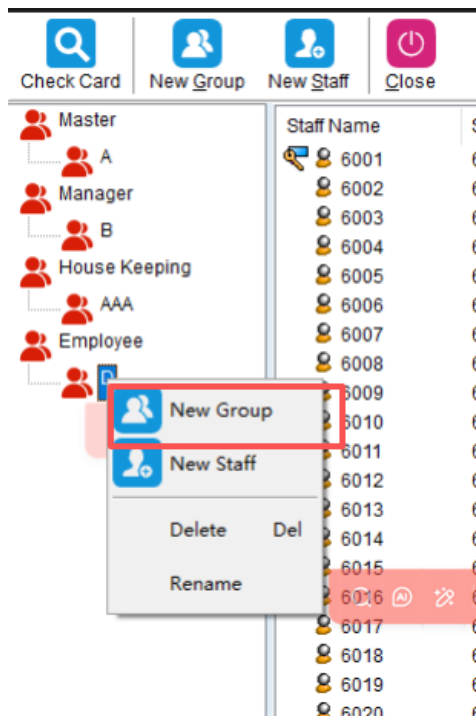 Check Card New Group New Staff Close
Master
A
Manager
B
House Keeping
AAA
Employee
D
New Group
New Staff
Delete Del
Rename
Staff Name
6001
6002
6003
6004
6005
6006
6007
6008
6009
6010
6011
6012
6013
6014
6015
6016
AI
6017
6018
6019
6020